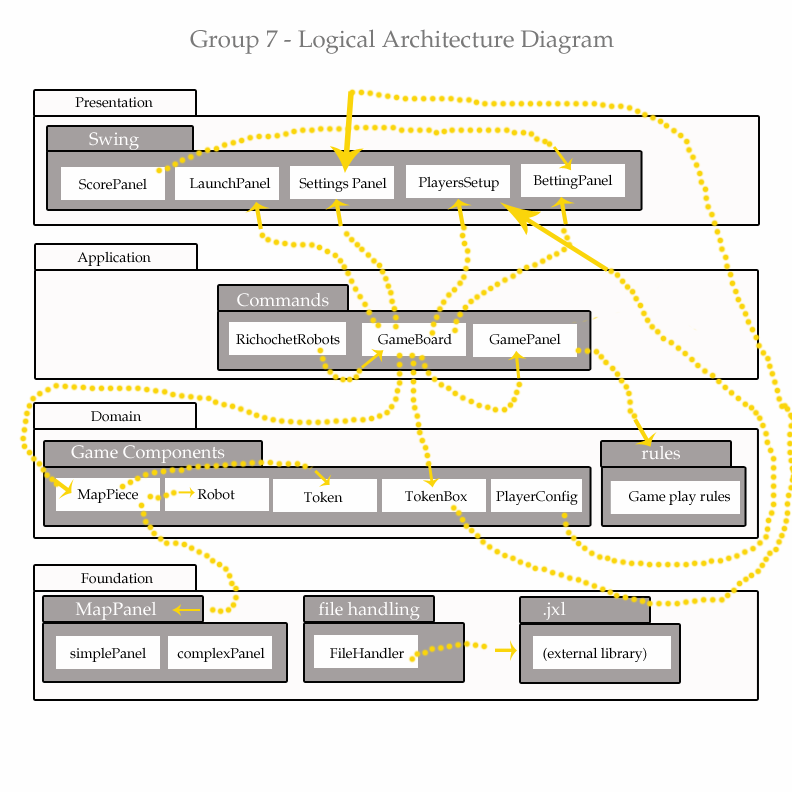 Group 7 - Logical Architecture Diagram
Presentation
Swing
ScorePanel
LaunchPanel
Settings Panel
PlayersSetup
BettingPanel
Application
Commands
RichochetRobots
GameBoard
GamePanel
Domain
Game Components
MapPiece
Robot
Token
TokenBox
PlayerConfig
rules
Game play rules
Foundation
MapPanel
simplePanel
complexPanel
file handling
FileHandler
.jxl
(external library)